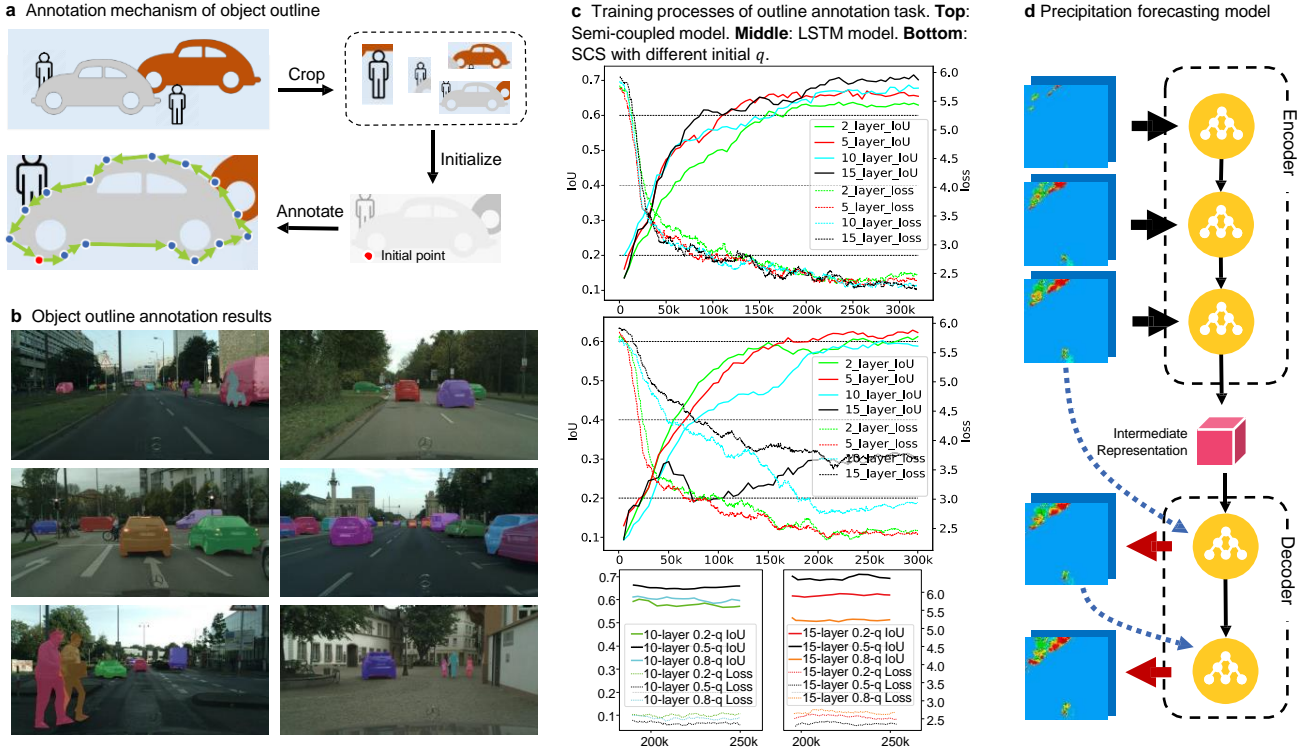 a Annotation mechanism of object outline
Crop
Initialize
Annotate
Initial point
b Object outline annotation results
c Training processes of outline annotation task. Top:
Semi-coupled model. Middle: LSTM model. Bottom:
SCS with different initial q.
0.7
0.6
0.5
0.4
0.3
0.2
0.1
IoU
6.0
5.5
5.0
4.5
4.0
3.5
3.0
2.5
loss
2_layer_IoU
5_layer_IoU
10_layer_IoU
15_layer_IoU
2_layer_loss
5_layer_loss
10_layer_loss
15_layer_loss
0 50k 100k 150k 200k 250k 300k
0.6
0.5
0.4
0.3
0.2
0.1
IoU
6.0
5.5
5.0
4.5
4.0
3.5
3.0
2.5
loss
2_layer_IoU
5_layer_IoU
10_layer_IoU
15_layer_IoU
2_layer_loss
5_layer_loss
10_layer_loss
15_layer_loss
0 50k 100k 150k 200k 250k 300k
0.7
0.6
0.5
0.4
0.3
0.2
0.1
10-layer 0.2-q IoU
10-layer 0.5-q IoU
10-layer 0.8-q IoU
10-layer 0.2-q Loss
10-layer 0.5-q Loss
10-layer 0.8-q Loss
200k 250k
15-layer 0.2-q IoU
15-layer 0.5-q IoU
15-layer 0.8-q IoU
15-layer 0.2-q Loss
15-layer 0.5-q Loss
15-layer 0.8-q Loss
6.0
5.5
5.0
4.5
4.0
3.5
3.0
2.5
200k 250k
d Precipitation forecasting model
Encoder
Intermediate
Representation
Decoder